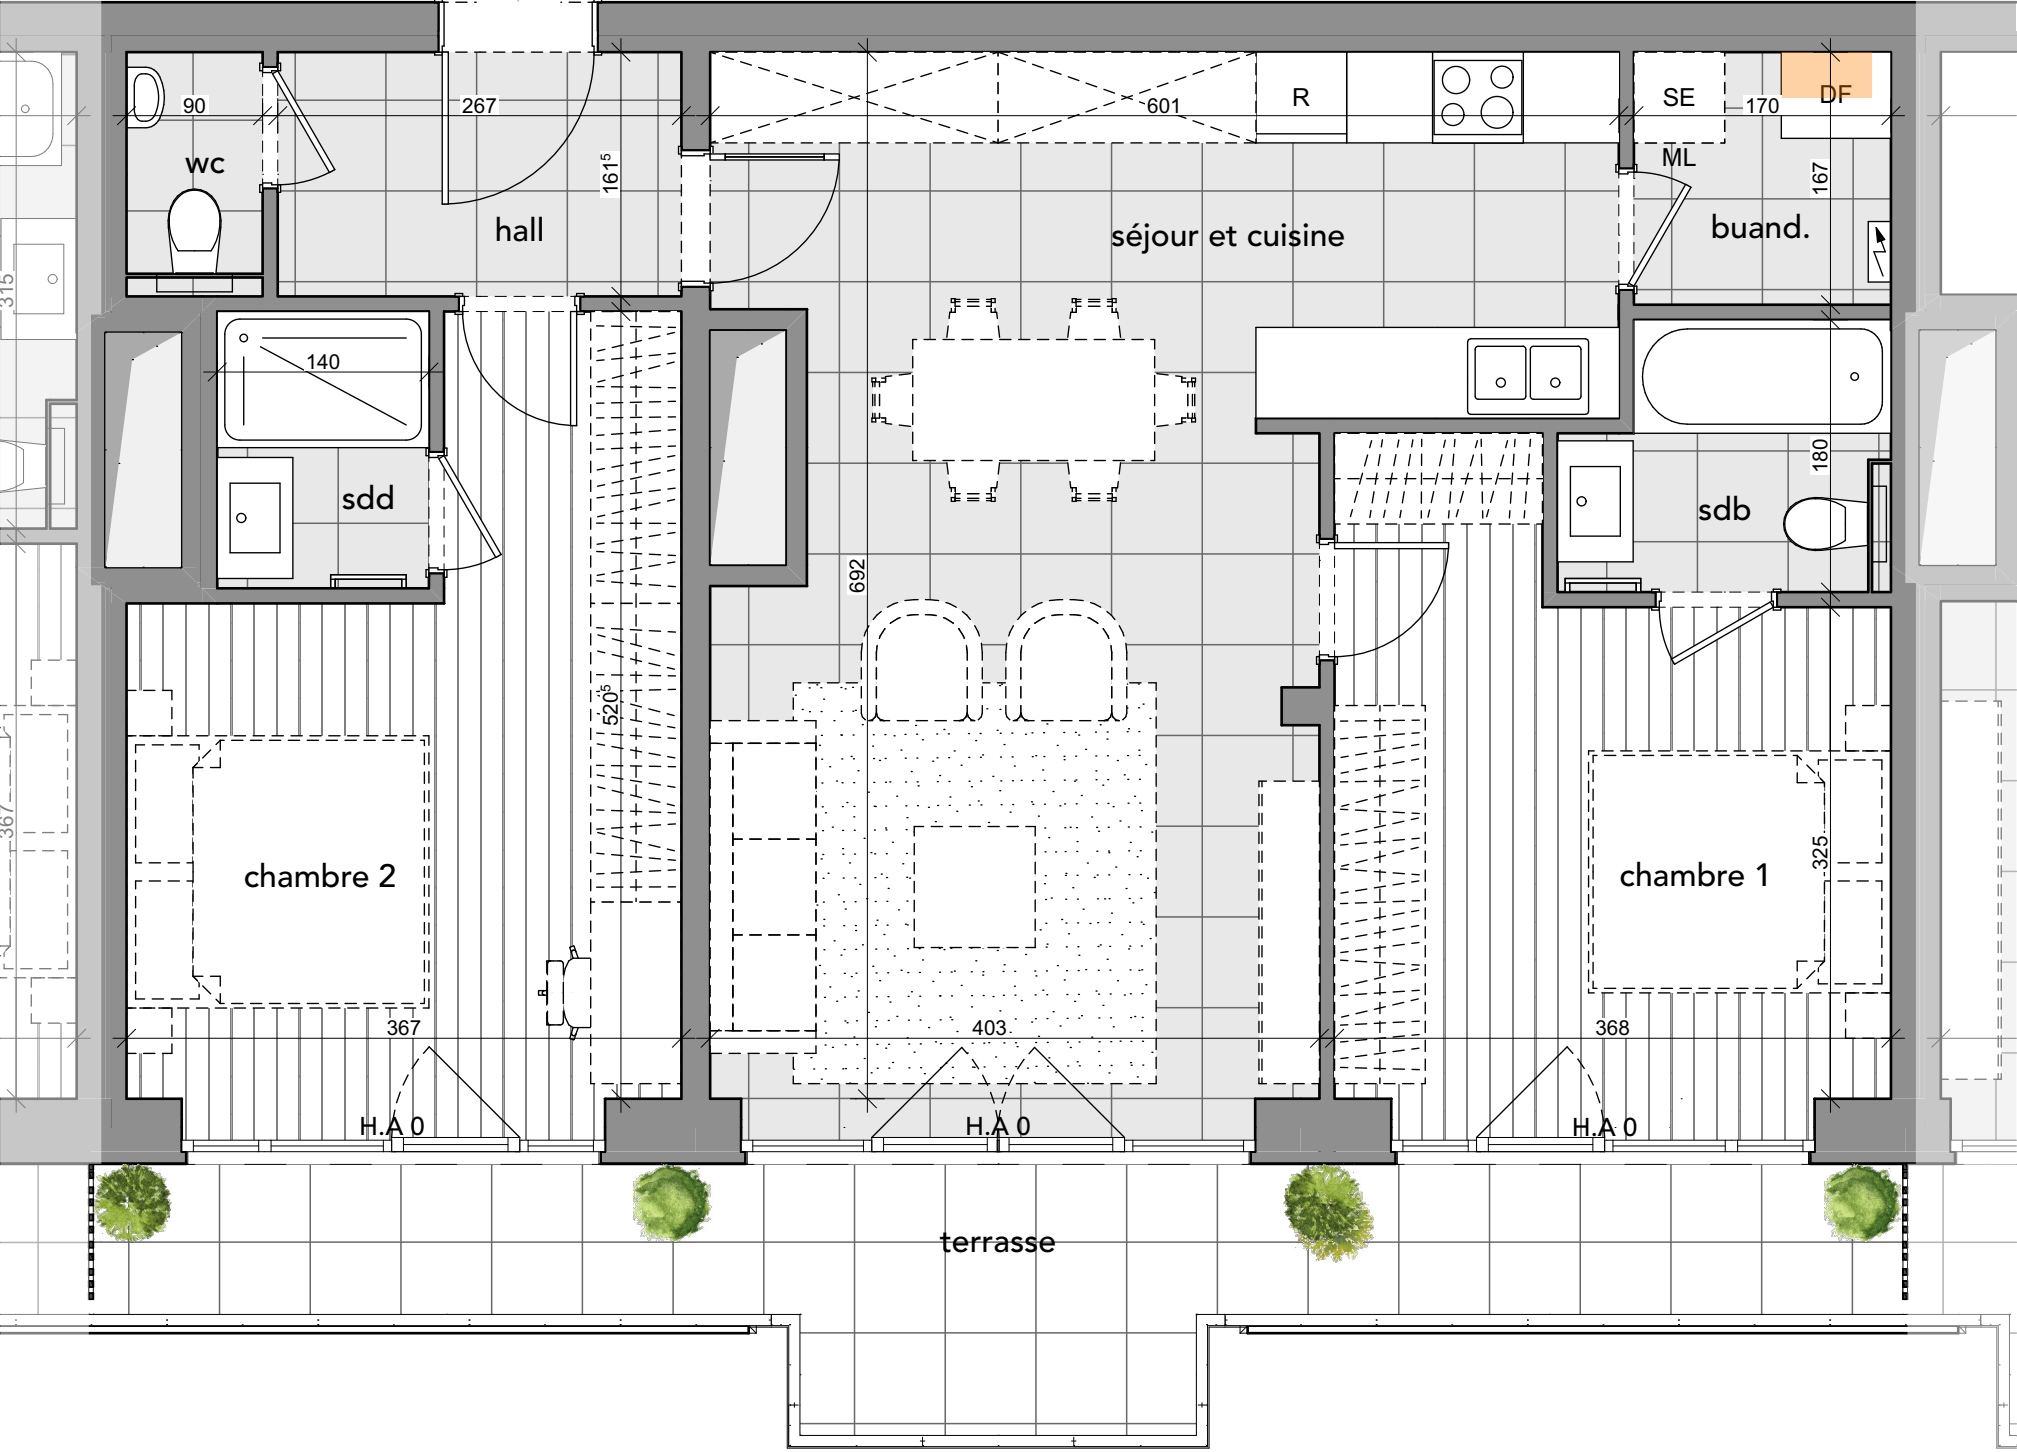 90
267
601
R
SE
170
DF
wc
161⁵
ML
167
hall
séjour et cuisine
buand.
315
140
180
sdd
sdb
692
520⁵
367
chambre 2
325
chambre 1
367
403
368
H.A 0
H.A 0
H.A 0
terrasse